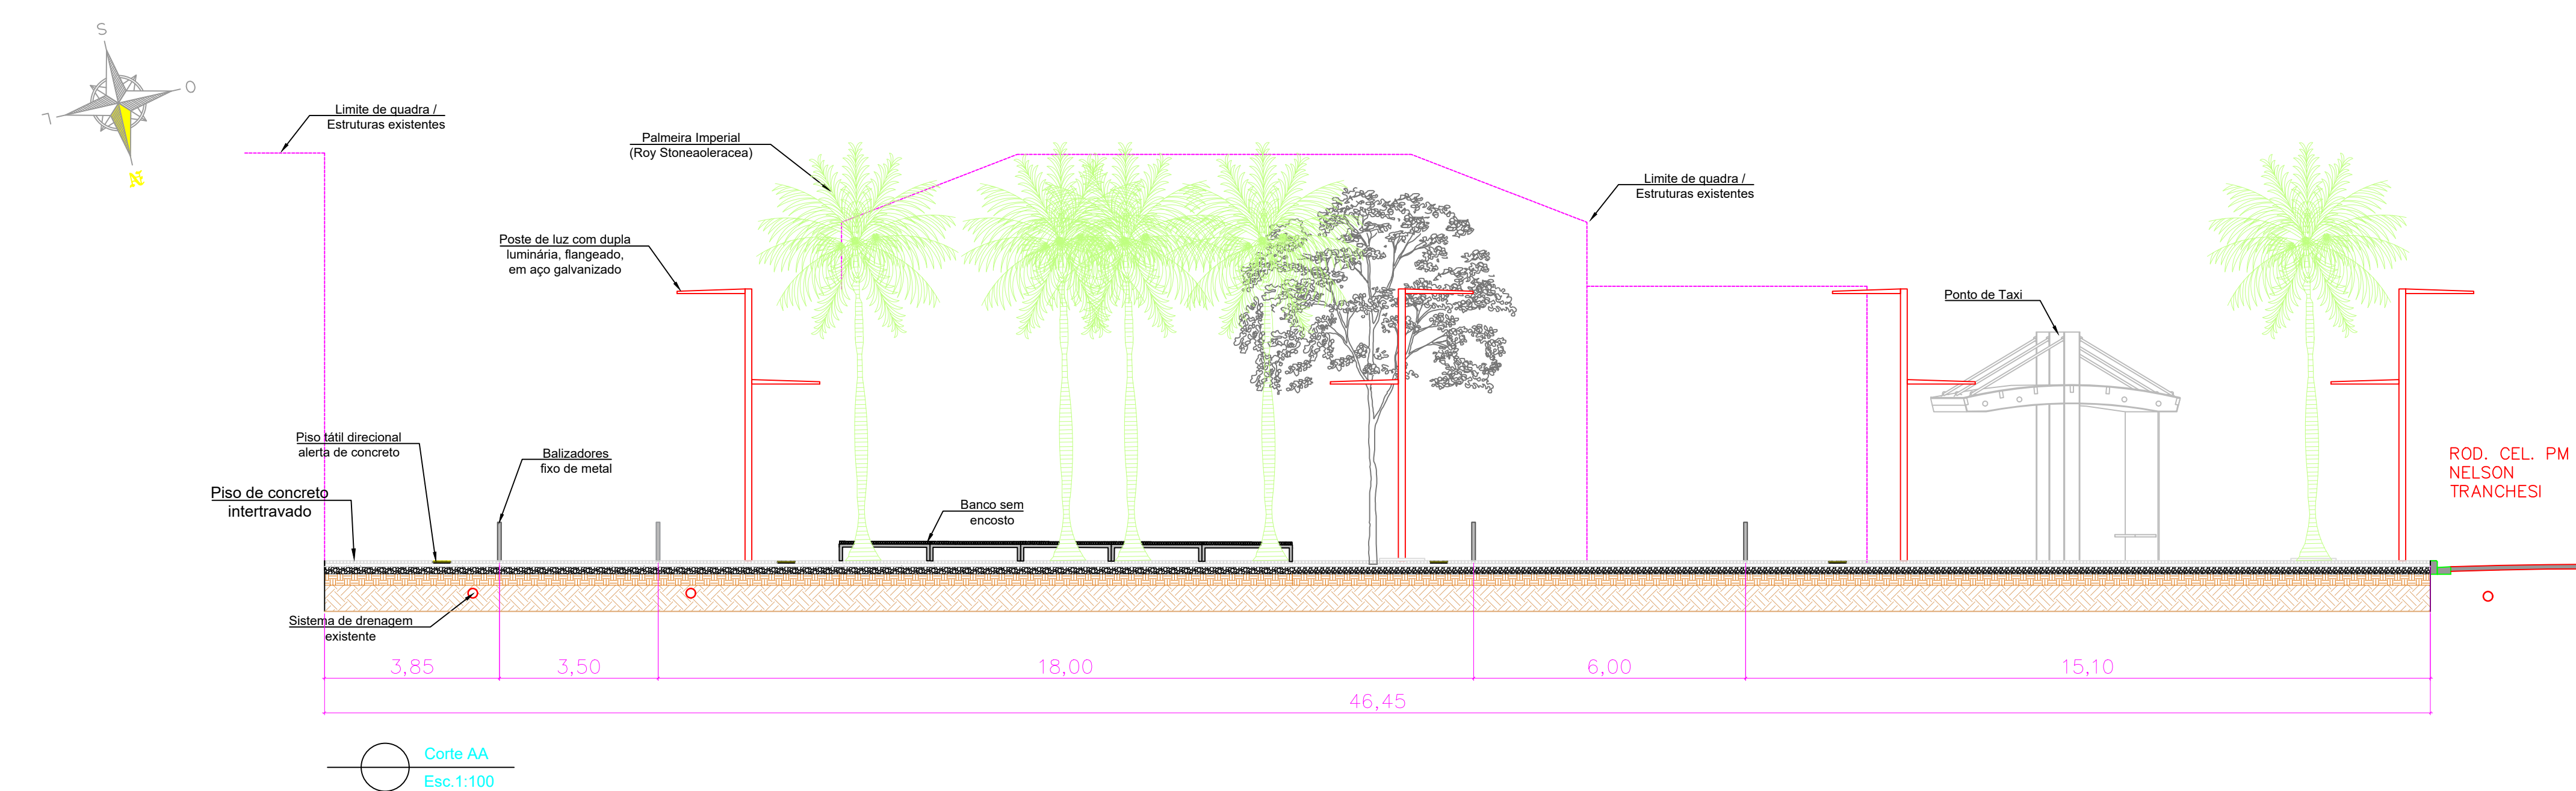 S
O
L
N
Limite de quadra /
Estruturas existentes
Palmeira Imperial
(Roy Stoneaoleracea)
Limite de quadra /
Estruturas existentes
Poste de luz com dupla
luminária, flangeado,
em aço galvanizado
Ponto de Taxi
Piso tátil direcional
alerta de concreto
Balizadores
fixo de metal
ROD. CEL. PM
NELSON
TRANCHESI
Piso de concreto
intertravado
Banco sem
encosto
Sistema de drenagem
existente
3,85
3,50
18,00
6,00
15,10
46,45
Corte AA
Esc.1:100